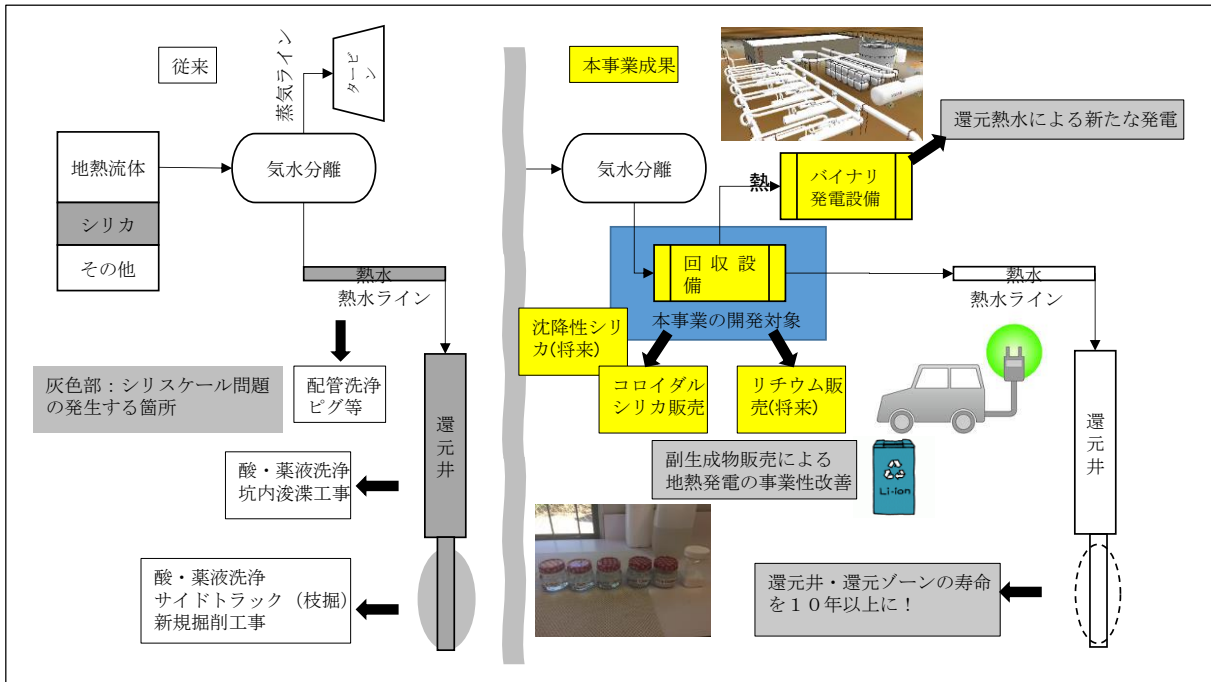 従来
蒸気ライン
タービン
地熱流体
シリカ
その他
気水分離
熱水
熱水ライン
灰色部：シリスケール問題
の発生する箇所
配管洗浄
ピグ等
還元井
酸・薬液洗浄
坑内浚渫工事
酸・薬液洗浄
サイドトラック（枝掘）
新規掘削工事
本事業成果
還元熱水による新たな発電
気水分離
熱
バイナリ
発電設備
回収設
備
本事業の開発対象
熱水
熱水ライン
沈降性シリ
カ(将来)
コロイダル
シリカ販売
リチウム販
売(将来)
副生成物販売による
地熱発電の事業性改善
Li-ion
還元井
還元井・還元ゾーンの寿命
を１０年以上に！